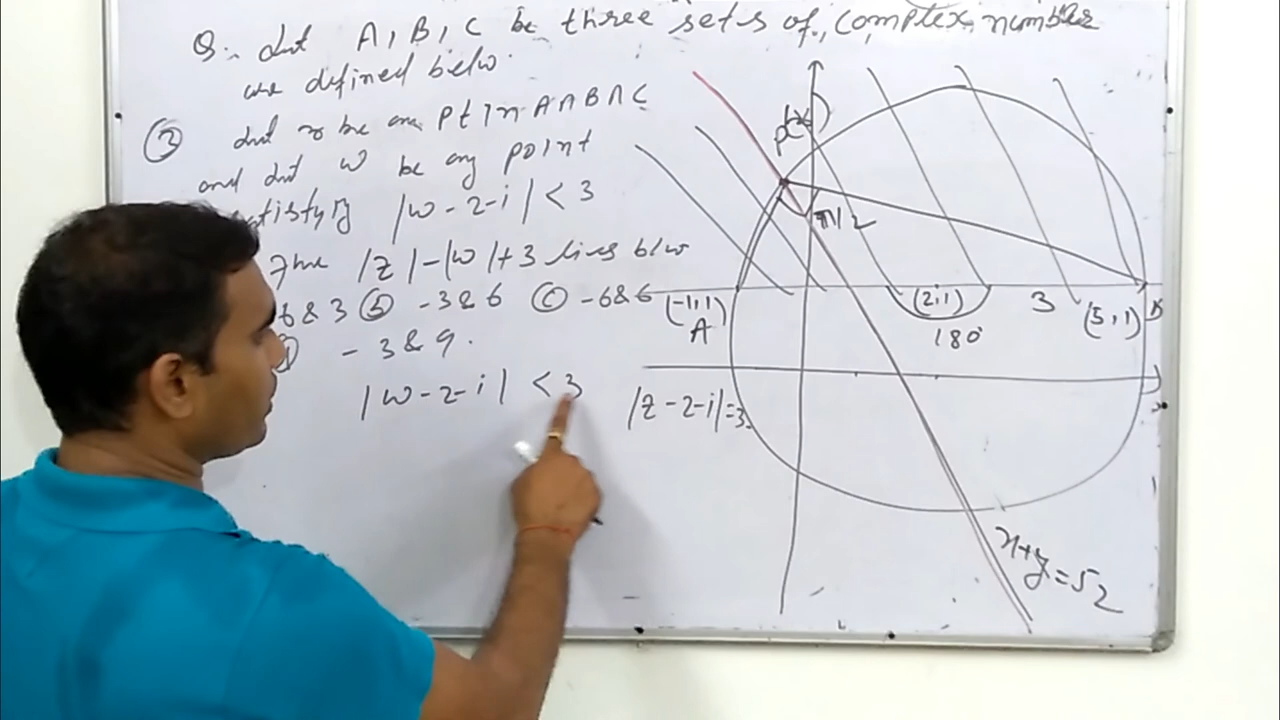 Q. Let A, B, C be three sets of complex number
are defined below.
② Let z be any pt in A∩B∩C
and let w be any point
satisfying |w-2-i| < 3
Then |z|-|w|+3 lies b/w
6&3 ⓑ -3&6 ⓒ -6&6
ⓓ -3&9.
|w-2-i| < 3
|z-2-i|=3.
P(z)
π/2
(-1,1)
A
(2,1)
180°
3
(5,1)
B
x+y=√2